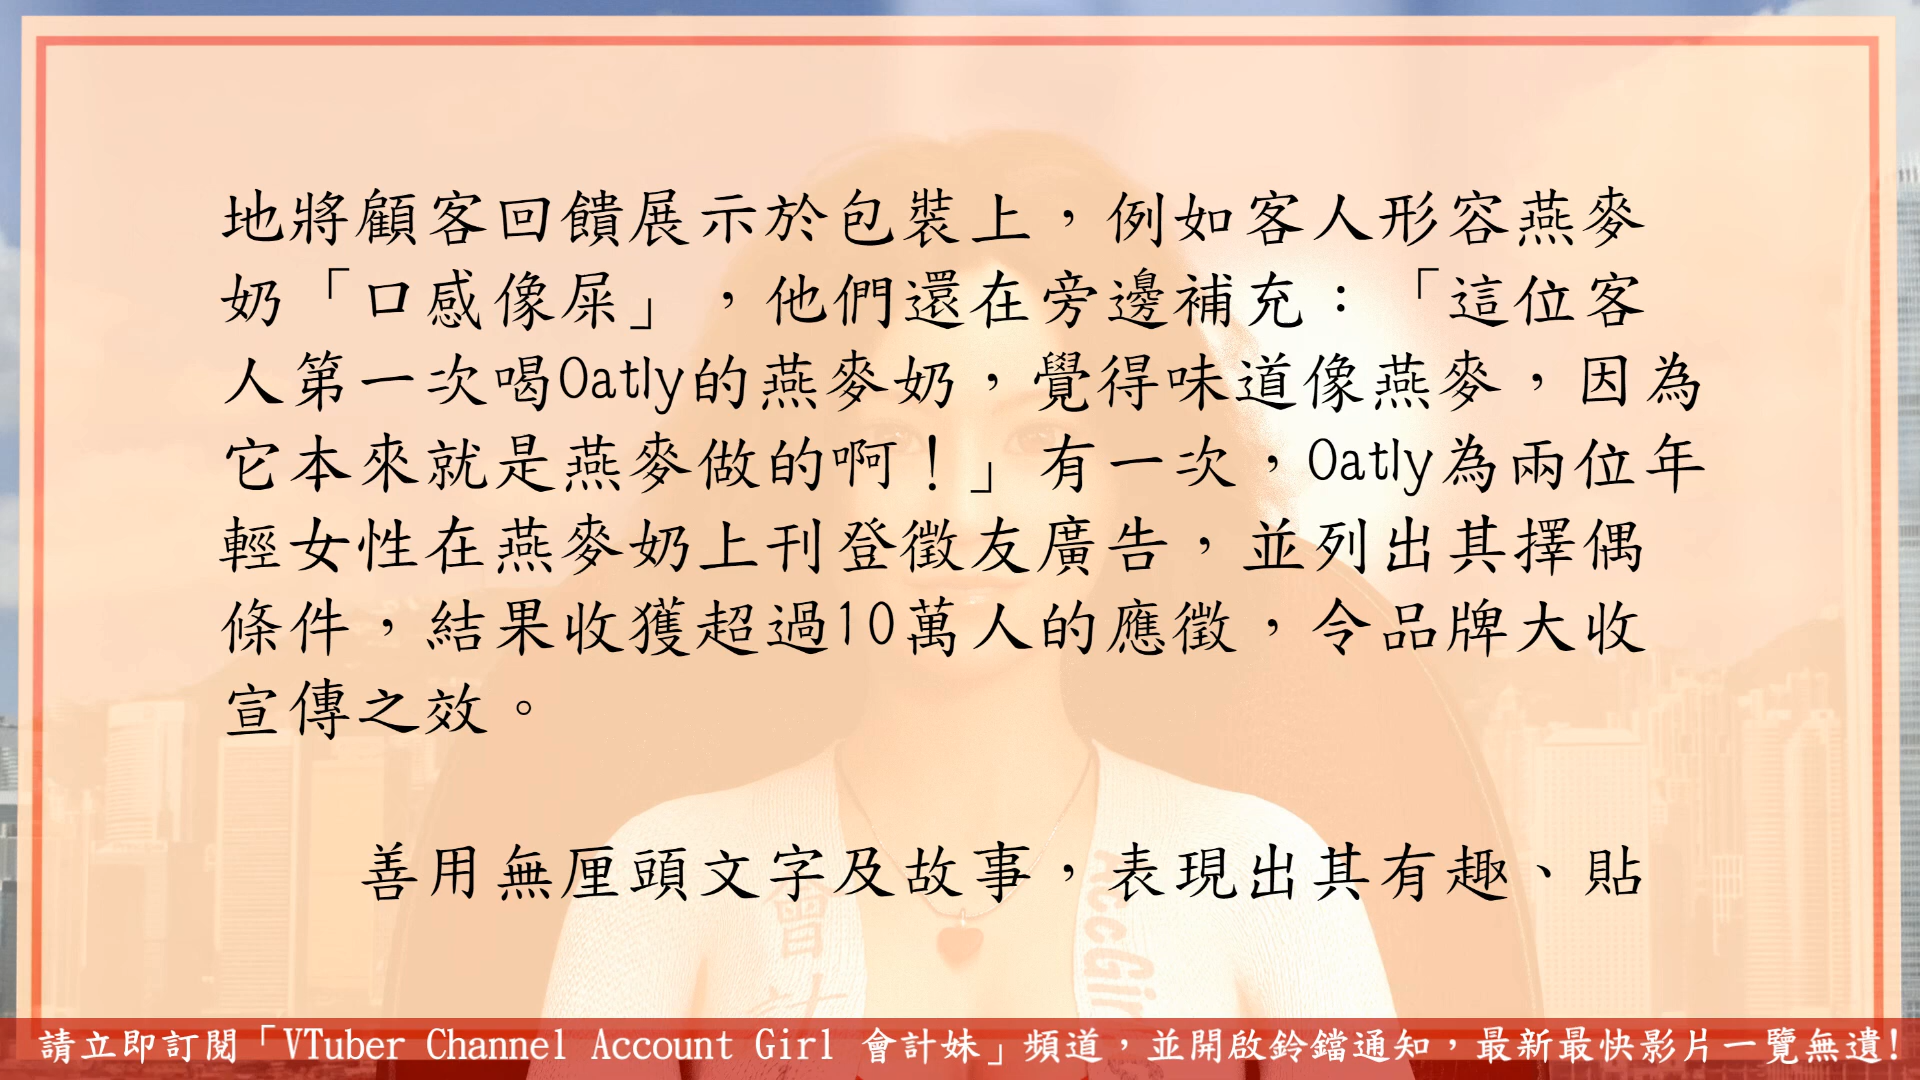 地將顧客回饋展示於包裝上，例如客人形容燕麥
奶「口感像屎」，他們還在旁邊補充：「這位客
人第一次喝Oatly的燕麥奶，覺得味道像燕麥，因為
它本來就是燕麥做的啊！」有一次，Oatly為兩位年
輕女性在燕麥奶上刊登徵友廣告，並列出其擇偶
條件，結果收獲超過10萬人的應徵，令品牌大收
宣傳之效。
善用無厘頭文字及故事，表現出其有趣、貼
會計
AccGirl
請立即訂閱「VTuber Channel Account Girl 會計妹」頻道，並開啟鈴鐺通知，最新最快影片一覽無遺!